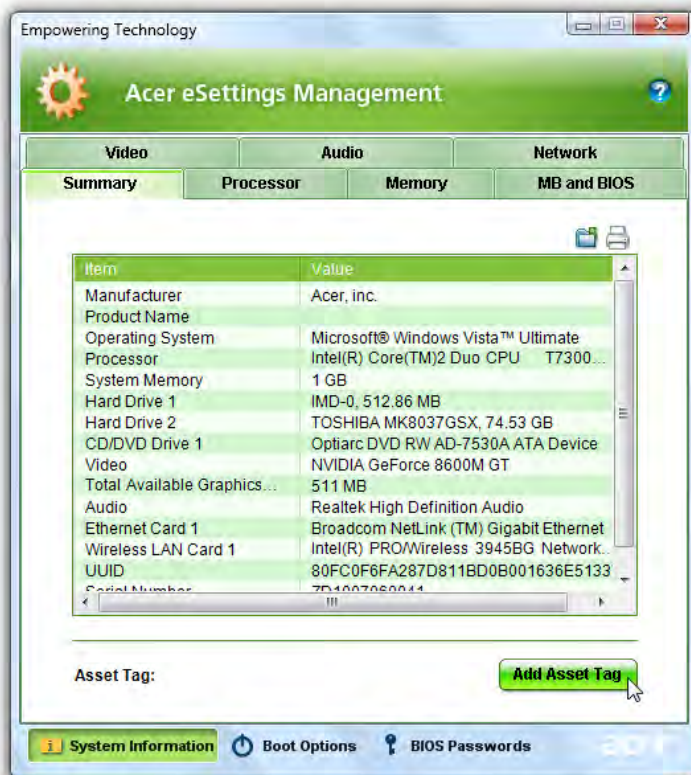 Empowering Technology
Acer eSettings Management
Video Audio Network
Summary Processor Memory MB and BIOS
Item Value
Manufacturer Acer, inc.
Product Name
Operating System Microsoft® Windows Vista™ Ultimate
Processor Intel(R) Core(TM)2 Duo CPU T7300...
System Memory 1 GB
Hard Drive 1 IMD-0, 512.86 MB
Hard Drive 2 TOSHIBA MK8037GSX, 74.53 GB
CD/DVD Drive 1 Optiarc DVD RW AD-7530A ATA Device
Video NVIDIA GeForce 8600M GT
Total Available Graphics... 511 MB
Audio Realtek High Definition Audio
Ethernet Card 1 Broadcom NetLink (TM) Gigabit Ethernet
Wireless LAN Card 1 Intel(R) PRO/Wireless 3945BG Network..
UUID 80FC0F6FA287D811BD0B001636E5133
Serial Number
Asset Tag: Add Asset Tag
System Information Boot Options BIOS Passwords